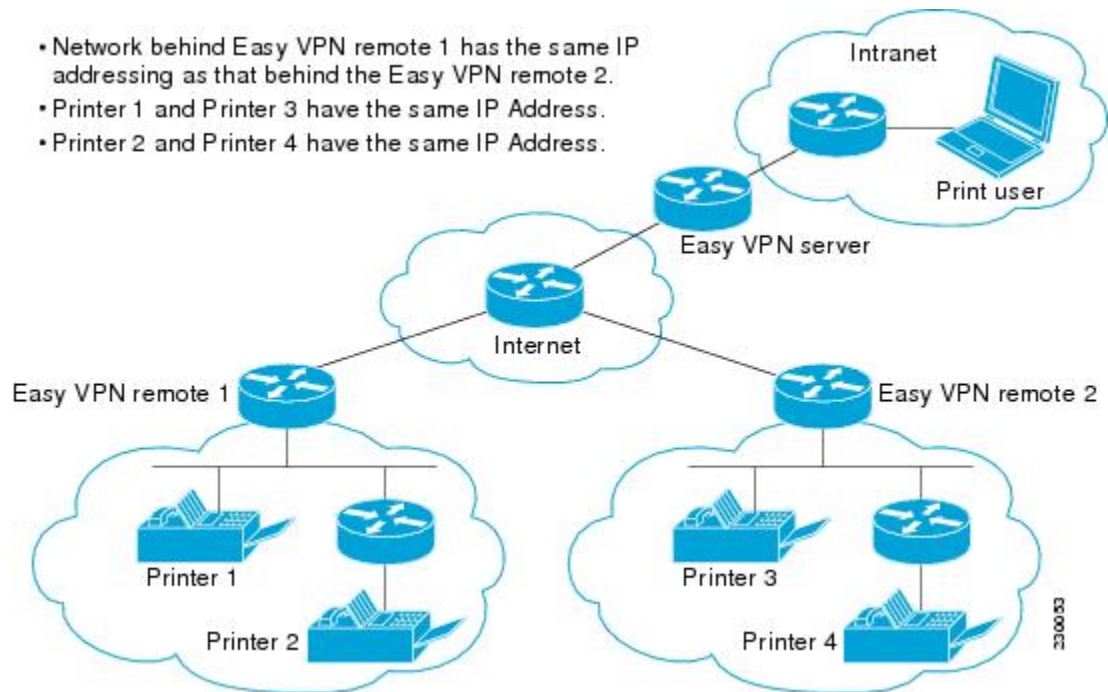 • Network behind Easy VPN remote 1 has the same IP
addressing as that behind the Easy VPN remote 2.
• Printer 1 and Printer 3 have the same IP Address.
• Printer 2 and Printer 4 have the same IP Address.
Intranet
Print user
Easy VPN server
Internet
Easy VPN remote 1
Easy VPN remote 2
Printer 1
Printer 2
Printer 3
Printer 4
230053